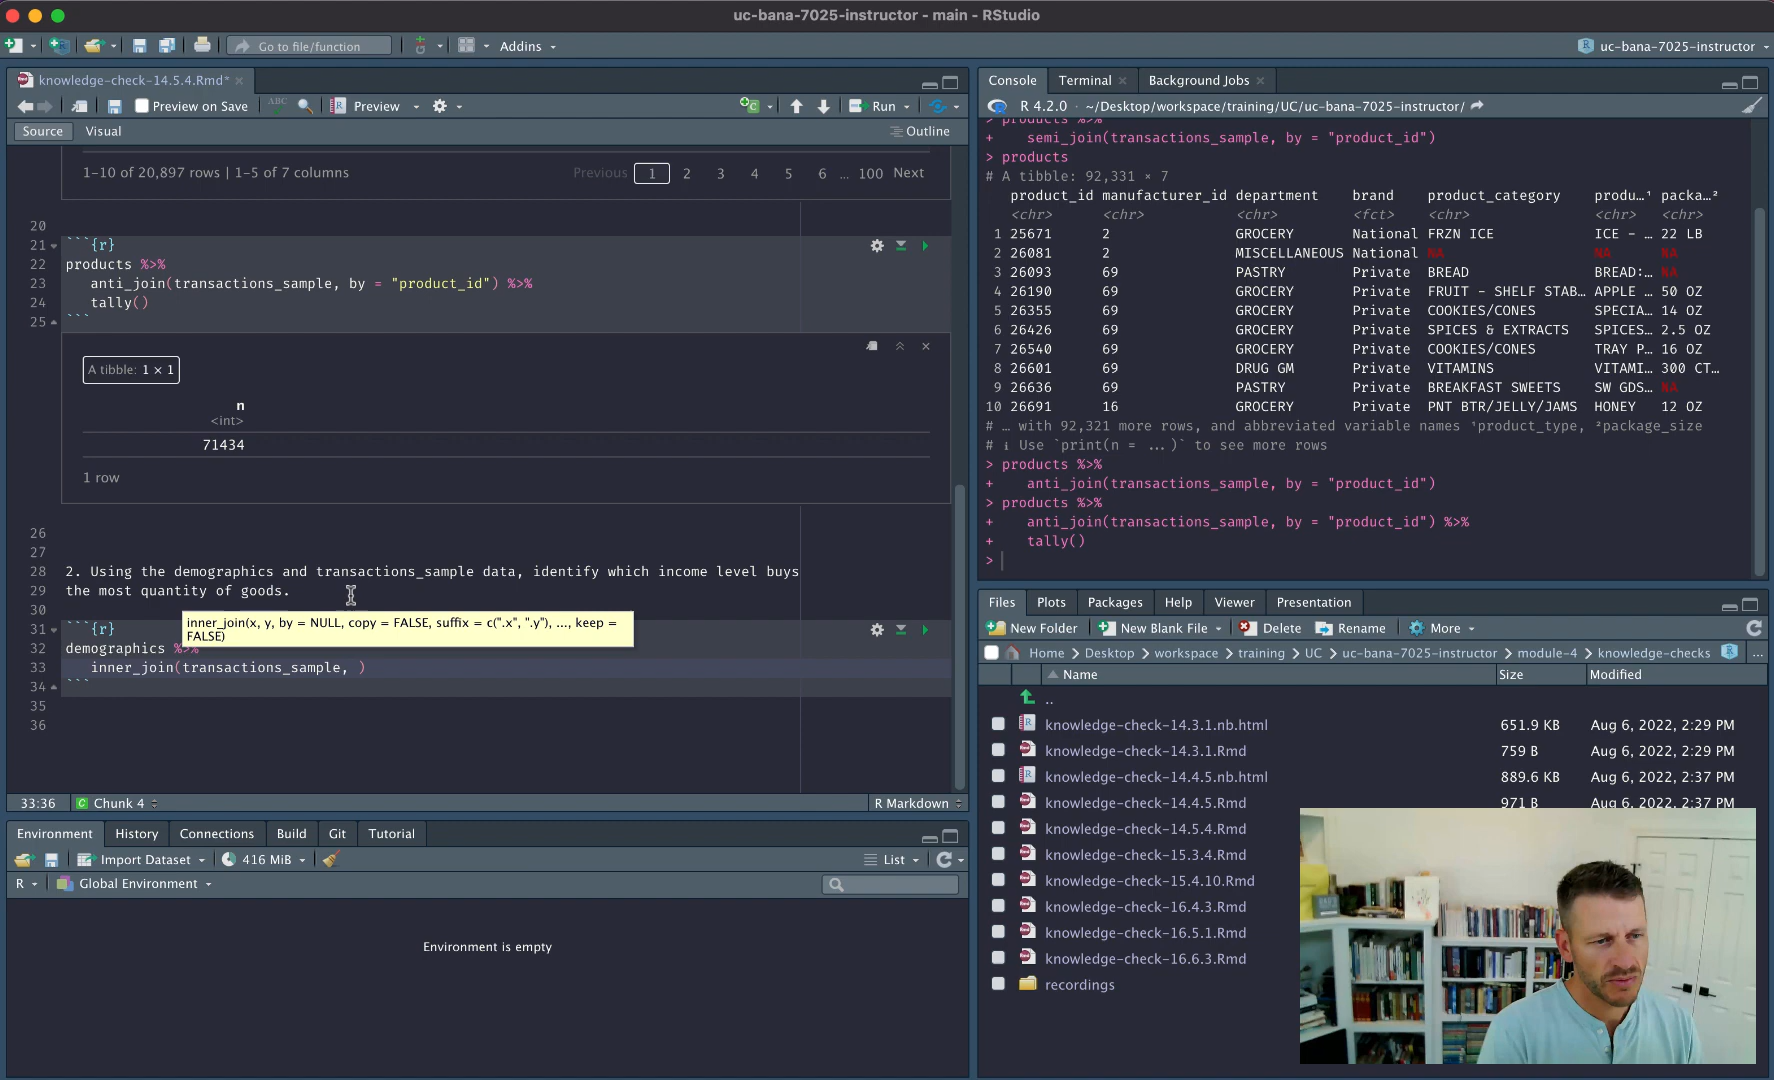 uc-bana-7025-instructor - main - RStudio
Go to file/function
Addins
uc-bana-7025-instructor
knowledge-check-14.5.4.Rmd*
Preview on Save
ABC
Preview
Run
Source
Visual
Outline
1-10 of 20,897 rows | 1-5 of 7 columns
Previous 1 2 3 4 5 6 ... 100 Next
20
21 ```{r}
22 products %>%
23 anti_join(transactions_sample, by = "product_id") %>%
24 tally()
25 ```
A tibble: 1 × 1
n
<int>
71434
1 row
26
27
28 2. Using the demographics and transactions_sample data, identify which income level buys
29 the most quantity of goods.
30
inner_join(x, y, by = NULL, copy = FALSE, suffix = c(".x", ".y"), ..., keep =
FALSE)
31 ```{r}
32 demographics %>%
33 inner_join(transactions_sample, )
34 ```
35
36
33:36
Chunk 4
R Markdown
Environment
History
Connections
Build
Git
Tutorial
Import Dataset
416 MiB
List
R
Global Environment
Environment is empty
Console
Terminal
Background Jobs
R 4.2.0 · ~/Desktop/workspace/training/UC/uc-bana-7025-instructor/
> products %>%
+ semi_join(transactions_sample, by = "product_id")
> products
# A tibble: 92,331 × 7
product_id manufacturer_id department brand product_category produ…¹ packa…²
<chr> <chr> <chr> <fct> <chr> <chr> <chr>
1 25671 2 GROCERY National FRZN ICE ICE - … 22 LB
2 26081 2 MISCELLANEOUS National NA NA NA
3 26093 69 PASTRY Private BREAD BREAD:… NA
4 26190 69 GROCERY Private FRUIT - SHELF STAB… APPLE … 50 OZ
5 26355 69 GROCERY Private COOKIES/CONES SPECIA… 14 OZ
6 26426 69 GROCERY Private SPICES & EXTRACTS SPICES… 2.5 OZ
7 26540 69 GROCERY Private COOKIES/CONES TRAY P… 16 OZ
8 26601 69 DRUG GM Private VITAMINS VITAMI… 300 CT…
9 26636 69 PASTRY Private BREAKFAST SWEETS SW GDS… NA
10 26691 16 GROCERY Private PNT BTR/JELLY/JAMS HONEY 12 OZ
# … with 92,321 more rows, and abbreviated variable names ¹product_type, ²package_size
# ℹ Use `print(n = ...)` to see more rows
> products %>%
+ anti_join(transactions_sample, by = "product_id")
> products %>%
+ anti_join(transactions_sample, by = "product_id") %>%
+ tally()
>
Files
Plots
Packages
Help
Viewer
Presentation
New Folder
New Blank File
Delete
Rename
More
Home > Desktop > workspace > training > UC > uc-bana-7025-instructor > module-4 > knowledge-checks ...
Name Size Modified
..
knowledge-check-14.3.1.nb.html 651.9 KB Aug 6, 2022, 2:29 PM
knowledge-check-14.3.1.Rmd 759 B Aug 6, 2022, 2:29 PM
knowledge-check-14.4.5.nb.html 889.6 KB Aug 6, 2022, 2:37 PM
knowledge-check-14.4.5.Rmd 971 B Aug 6, 2022, 2:37 PM
knowledge-check-14.5.4.Rmd
knowledge-check-15.3.4.Rmd
knowledge-check-15.4.10.Rmd
knowledge-check-16.4.3.Rmd
knowledge-check-16.5.1.Rmd
knowledge-check-16.6.3.Rmd
recordings